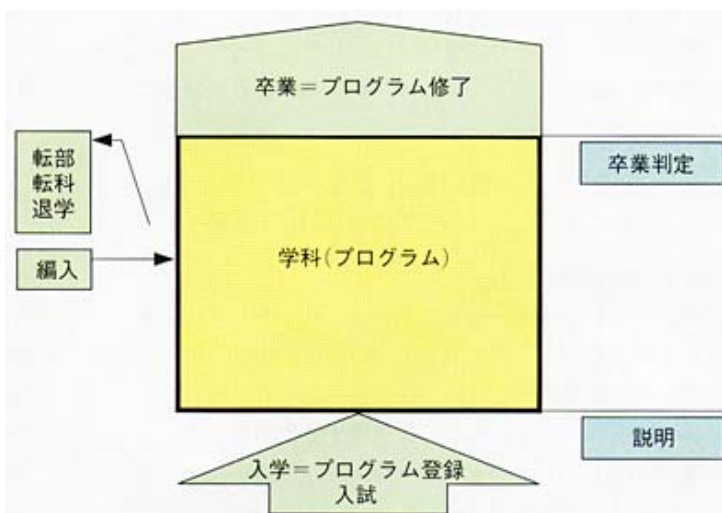 卒業=プログラム修了
転部
転科
退学
卒業判定
編入
学科(プログラム)
説明
入学=プログラム登録
入試